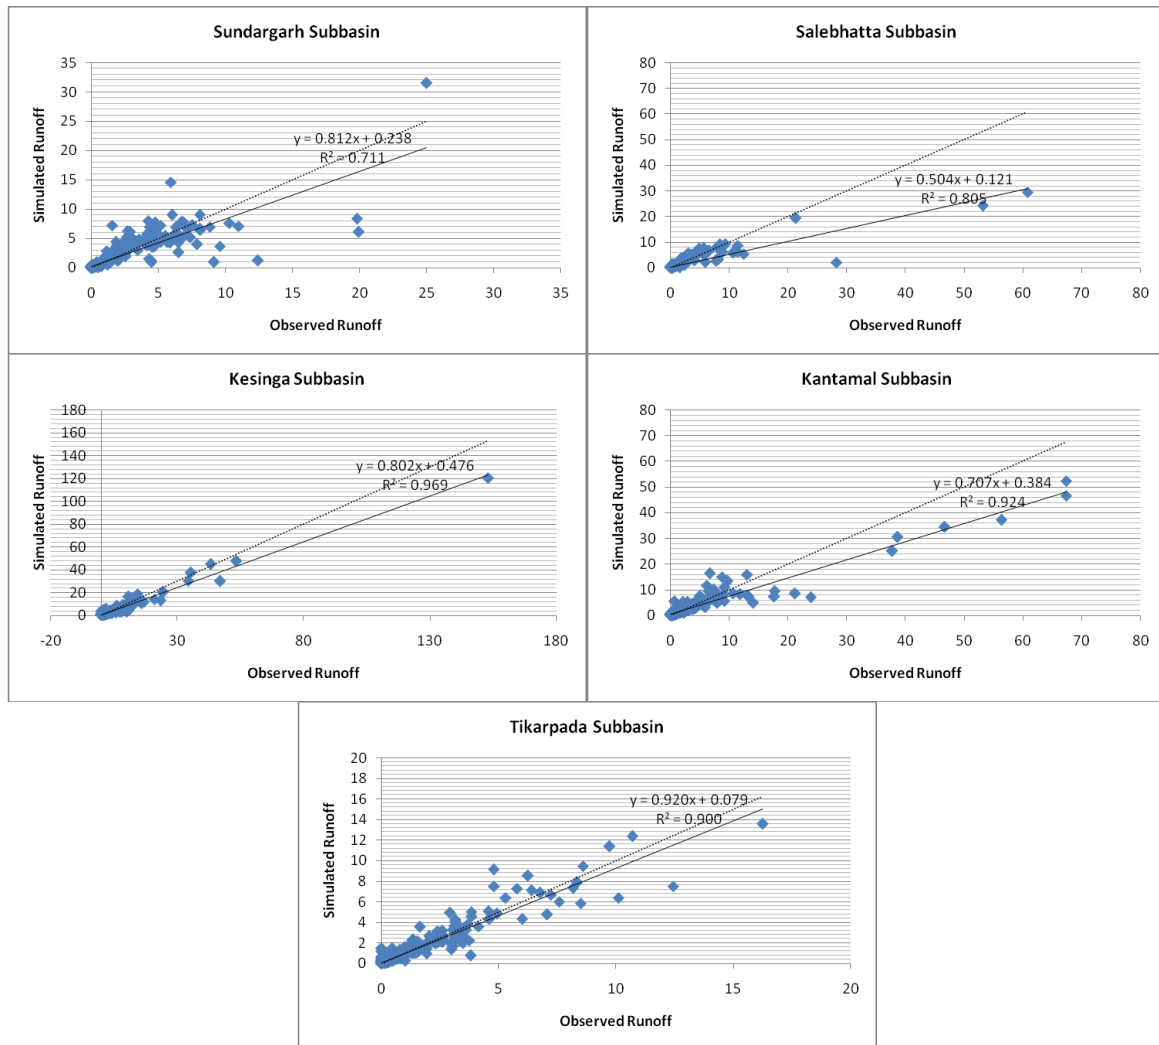 Sundargarh Subbasin
35
30
25
20
15
10
5
0
0 5 10 15 20 25 30 35
Simulated Runoff
Observed Runoff
y = 0.812x + 0.238
R² = 0.711
Salebhatta Subbasin
80
70
60
50
40
30
20
10
0
0 10 20 30 40 50 60 70 80
Simulated Runoff
Observed Runoff
y = 0.504x + 0.121
R² = 0.805
Kesinga Subbasin
180
160
140
120
100
80
60
40
20
0
-20 30 80 130 180
Simulated Runoff
Observed Runoff
y = 0.802x + 0.476
R² = 0.969
Kantamal Subbasin
80
70
60
50
40
30
20
10
0
0 10 20 30 40 50 60 70 80
Simulated Runoff
Observed Runoff
y = 0.707x + 0.384
R² = 0.924
Tikarpada Subbasin
20
18
16
14
12
10
8
6
4
2
0
0 5 10 15 20
Simulated Runoff
Observed Runoff
y = 0.920x + 0.079
R² = 0.900